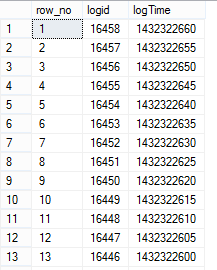 row_no logid logTime
1 1 16458 1432322660
2 2 16457 1432322655
3 3 16456 1432322650
4 4 16455 1432322645
5 5 16454 1432322640
6 6 16453 1432322635
7 7 16452 1432322630
8 8 16451 1432322625
9 9 16450 1432322620
10 10 16449 1432322615
11 11 16448 1432322610
12 12 16447 1432322605
13 13 16446 1432322600